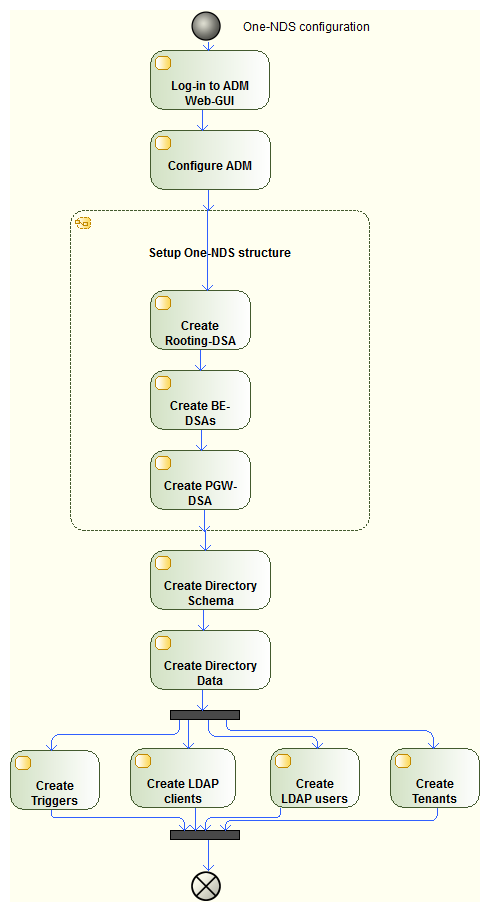 One-NDS configuration
Log-in to ADM
Web-GUI
Configure ADM
Setup One-NDS structure
Create
Rooting-DSA
Create BE-
DSAs
Create PGW-
DSA
Create Directory
Schema
Create Directory
Data
Create
Triggers
Create LDAP
clients
Create
LDAP users
Create
Tenants